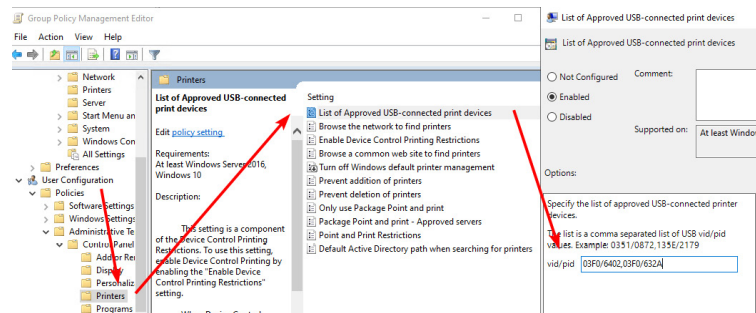 Group Policy Management Editor
File Action View Help
Network
Printers
Server
Start Menu an
System
Windows Con
All Settings
Preferences
User Configuration
Policies
Software Settings
Windows Settings
Administrative Te
Control Panel
Add or Rer
Display
Personaliz
Printers
Programs
Printers
List of Approved USB-connected
print devices
Edit policy setting
Requirements:
At least Windows Server 2016,
Windows 10
Description:
This setting is a component
of the Device Control Printing
Restrictions. To use this setting,
enable Device Control Printing by
enabling the "Enable Device
Control Printing Restrictions"
setting.
When Device Control
Setting
List of Approved USB-connected print devices
Browse the network to find printers
Enable Device Control Printing Restrictions
Browse a common web site to find printers
Turn off Windows default printer management
Prevent addition of printers
Prevent deletion of printers
Only use Package Point and print
Package Point and print - Approved servers
Point and Print Restrictions
Default Active Directory path when searching for printers
List of Approved USB-connected print devices
List of Approved USB-connected print devices
Not Configured
Comment:
Enabled
Disabled
Supported on:
At least Window
Options:
Specify the list of approved USB-connected printer
devices.
The list is a comma separated list of USB vid/pid
values. Example: 0351/0872,135E/2179
vid/pid 03F0/6402,03F0/632A